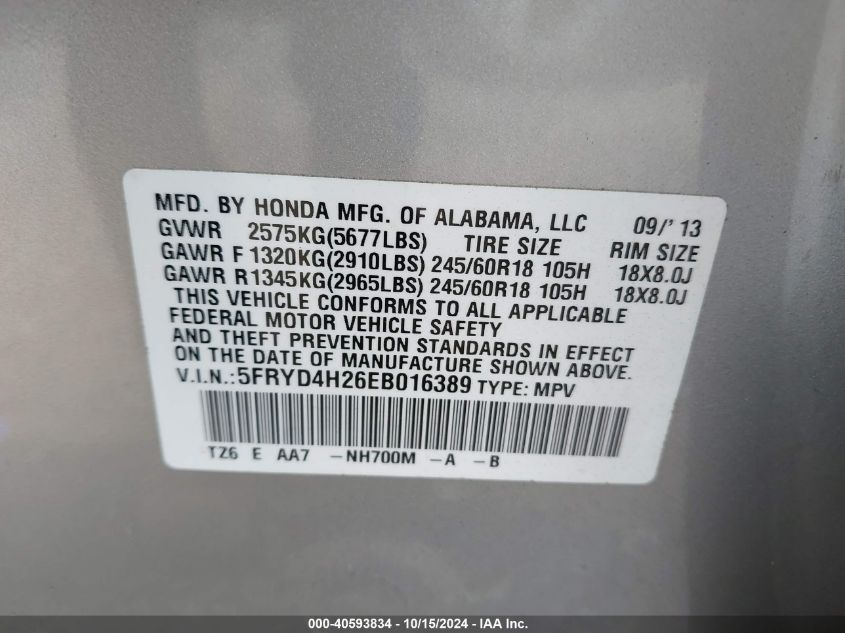 MFD. BY HONDA MFG. OF ALABAMA, LLC 09/'13
GVWR 2575KG(5677LBS) TIRE SIZE RIM SIZE
GAWR F 1320KG(2910LBS) 245/60R18 105H 18X8.0J
GAWR R 1345KG(2965LBS) 245/60R18 105H 18X8.0J
THIS VEHICLE CONFORMS TO ALL APPLICABLE
FEDERAL MOTOR VEHICLE SAFETY
AND THEFT PREVENTION STANDARDS IN EFFECT
ON THE DATE OF MANUFACTURE SHOWN ABOVE.
V.I.N.:5FRYD4H26EB016389 TYPE: MPV
TZ6 E AA7 -NH700M -A -B
000-40593834 - 10/15/2024 - IAA Inc.